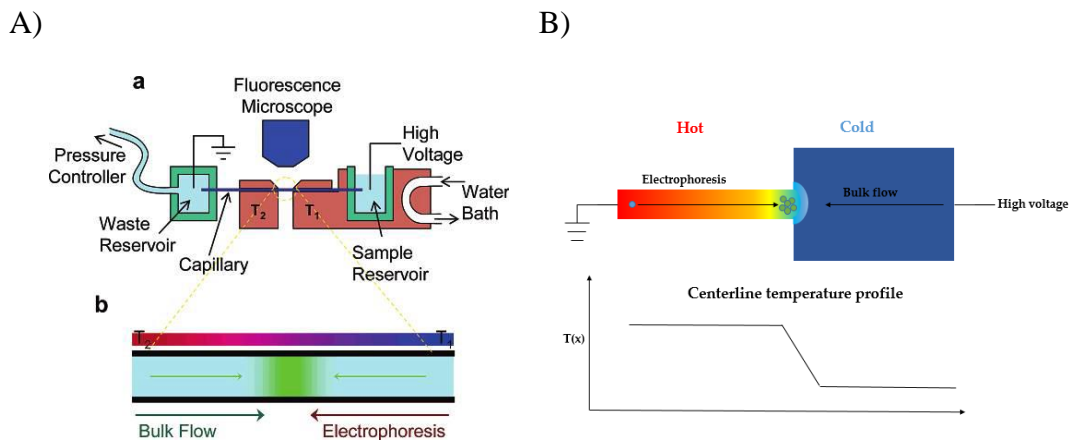 A)
B)
a
Fluorescence
Microscope
High
Voltage
Pressure
Controller
Water
Bath
T2
T1
Waste
Reservoir
Capillary
Sample
Reservoir
b
T2
T1
Bulk Flow
Electrophoresis
Hot
Cold
Electrophoresis
Bulk flow
High voltage
Centerline temperature profile
T(x)